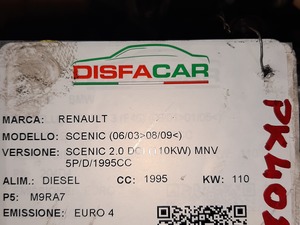 DISFACAR
MARCA: RENAULT
MODELLO: SCENIC (06/03>08/09<)
VERSIONE: SCENIC 2.0 DCI (110KW) MNV
5P/D/1995CC
ALIM.: DIESEL CC: 1995 KW: 110
P5: M9RA7
EMISSIONE: EURO 4